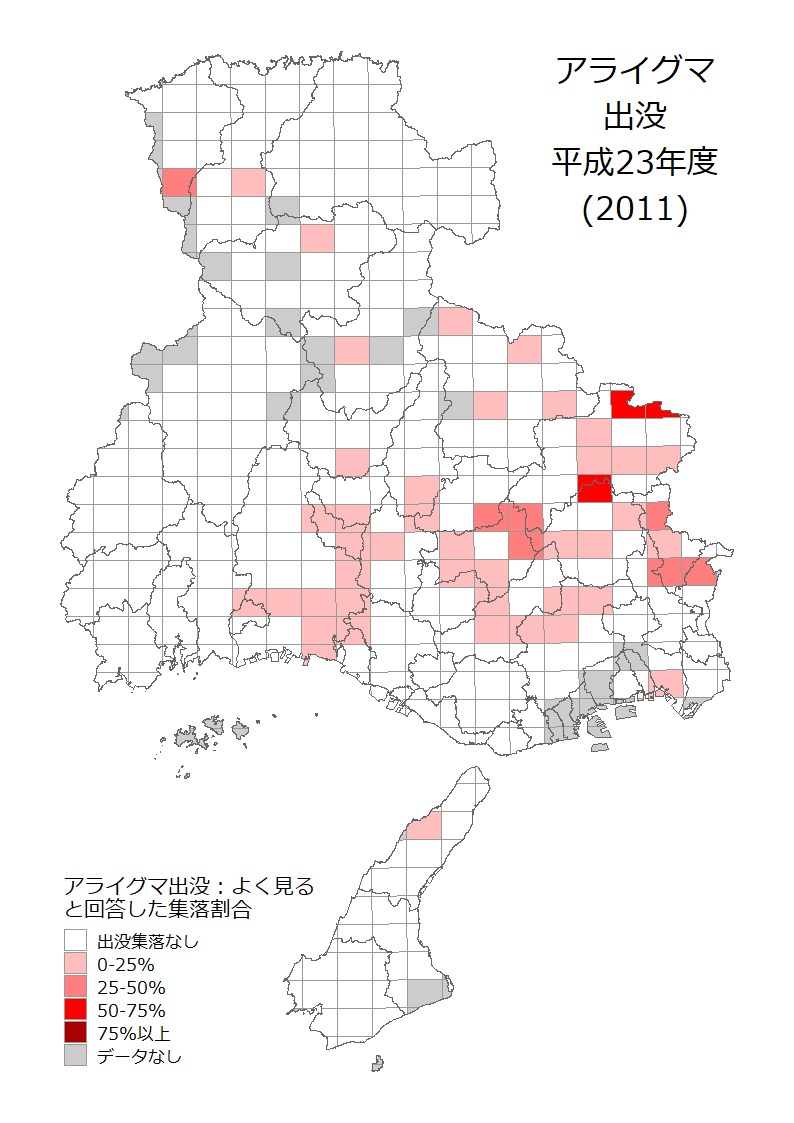 アライグマ
出没
平成23年度
(2011)
アライグマ出没：よく見る
と回答した集落割合
出没集落なし
0-25%
25-50%
50-75%
75%以上
データなし